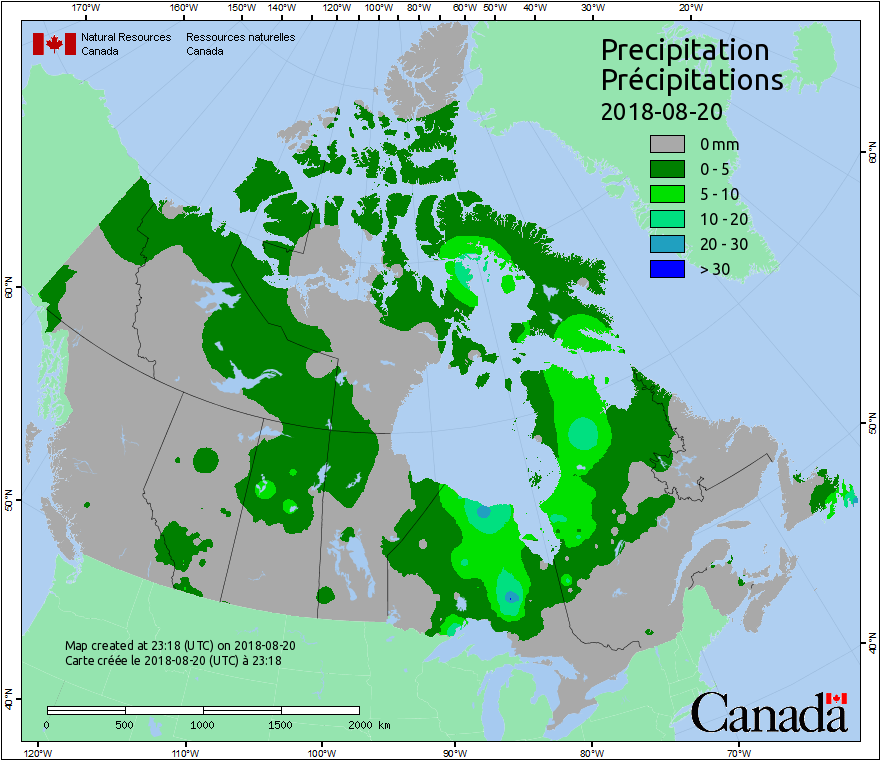 170°W 160°W 150°W 140°W 130°W 120°W 110°W 100°W 90°W 80°W 60°W 50°W 40°W 30°W 20°W
Natural Resources Ressources naturelles
Canada Canada
Precipitation
Précipitations
2018-08-20
0 mm
0 - 5
5 - 10
10 - 20
20 - 30
> 30
60°N
60°N
50°N
50°N
40°N
40°N
Map created at 23:18 (UTC) on 2018-08-20
Carte créée le 2018-08-20 (UTC) à 23:18
0 500 1000 1500 2000 km
Canada
120°W 110°W 100°W 90°W 80°W 70°W